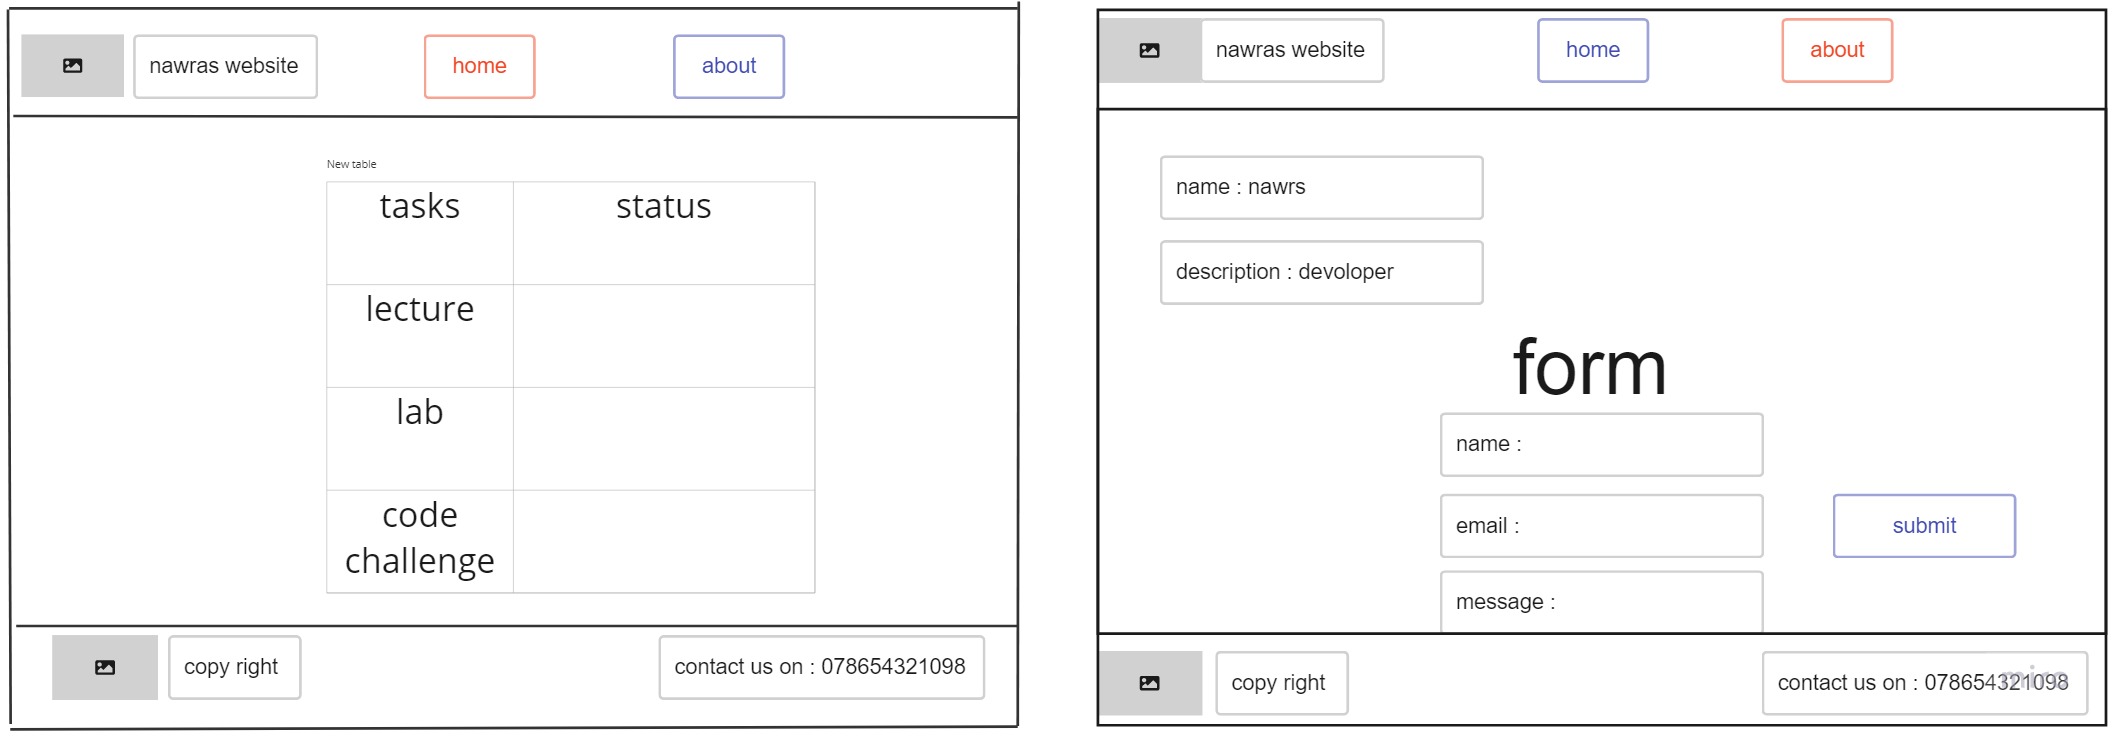 nawras website
home
about
New table
tasks
status
lecture
lab
code
challenge
copy right
contact us on : 078654321098
nawras website
home
about
name : nawrs
description : devoloper
form
name :
email :
submit
message :
copy right
contact us on : 078654321098
miro